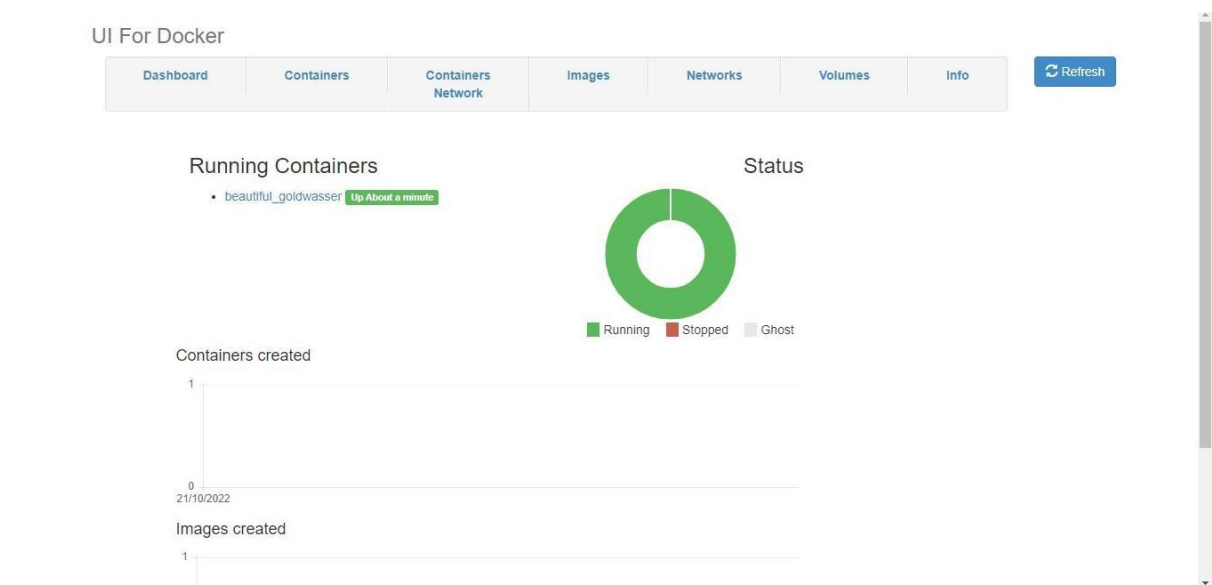 UI For Docker
Dashboard
Containers
Containers
Network
Images
Networks
Volumes
Info
Refresh
Running Containers
beautiful_goldwasser Up About a minute
Status
Running Stopped Ghost
Containers created
1
0
21/10/2022
Images created
1